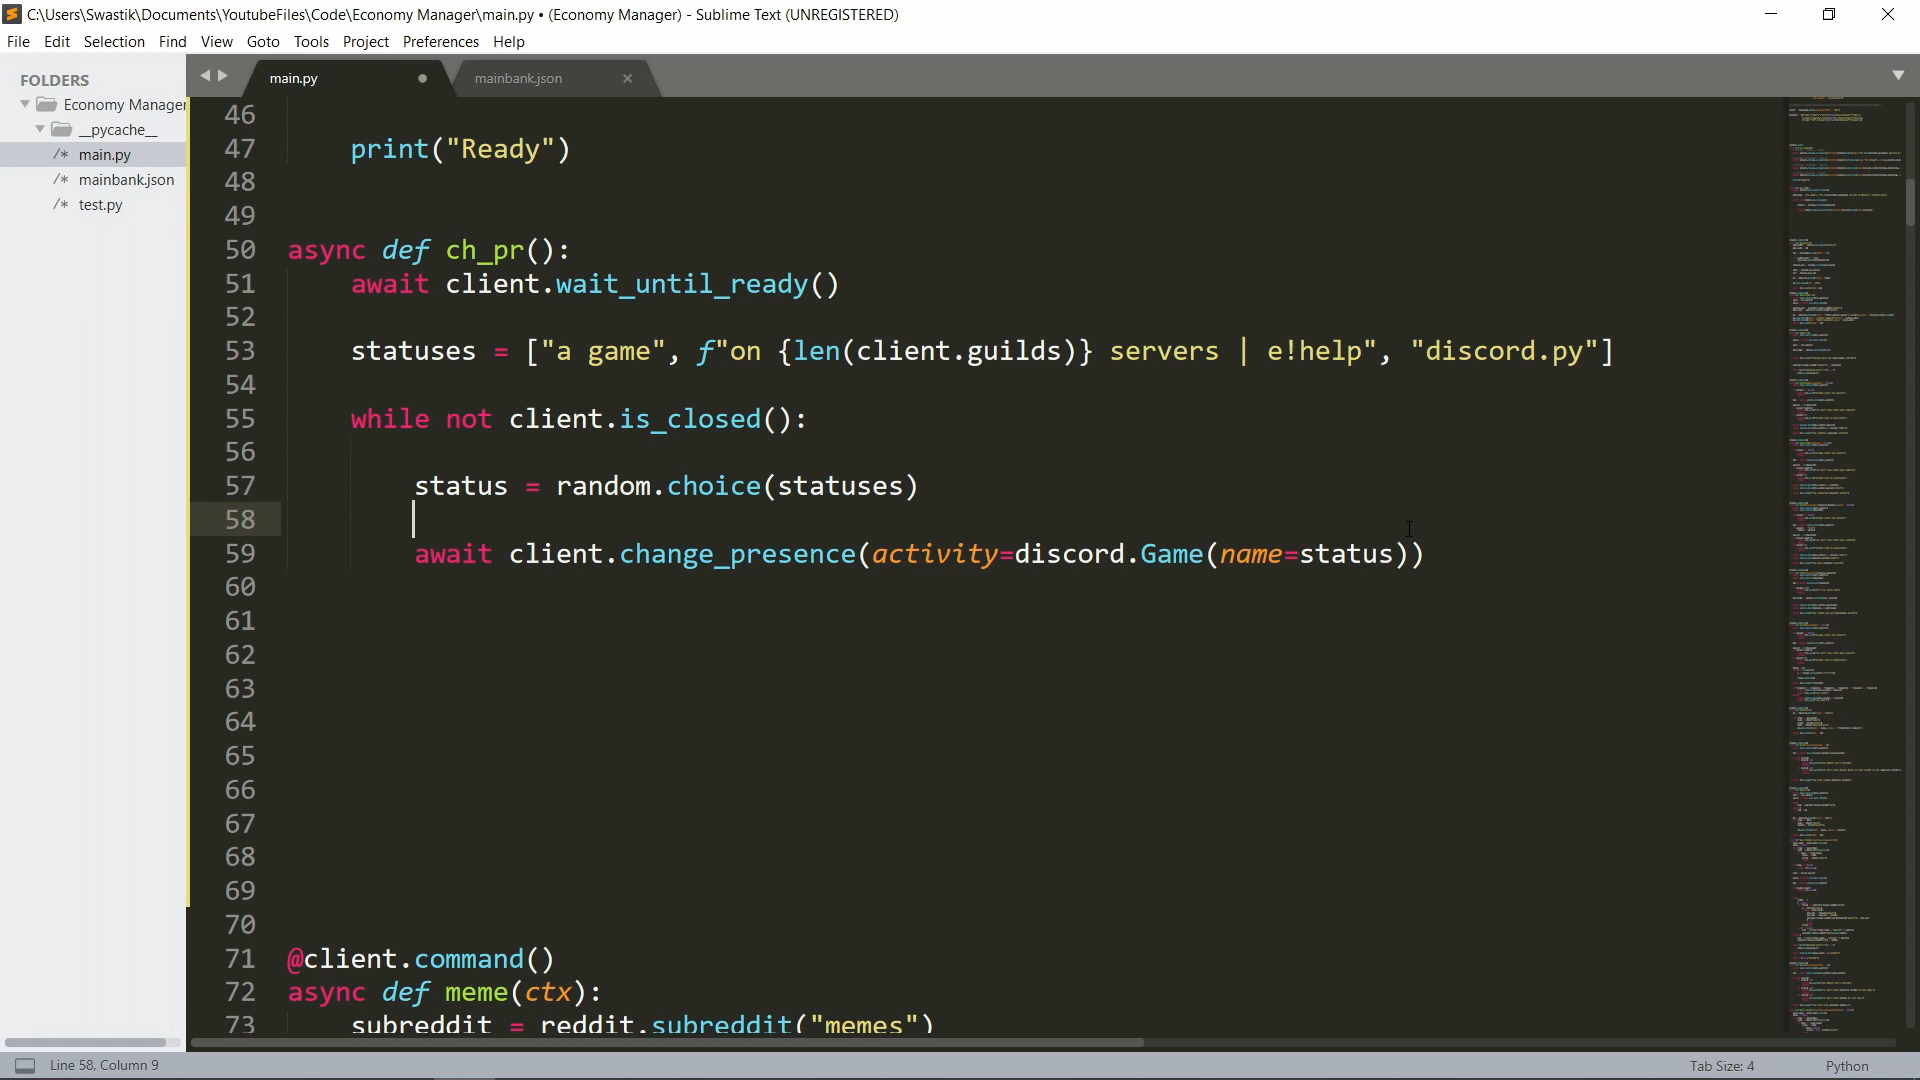 C:\Users\Swastik\Documents\YoutubeFiles\Code\Economy Manager\main.py • (Economy Manager) - Sublime Text (UNREGISTERED)
File Edit Selection Find View Goto Tools Project Preferences Help
FOLDERS
Economy Manager
__pycache__
/* main.py
/* mainbank.json
/* test.py
main.py
mainbank.json
46
47 print("Ready")
48
49
50 async def ch_pr():
51 await client.wait_until_ready()
52
53 statuses = ["a game", f"on {len(client.guilds)} servers | e!help", "discord.py"]
54
55 while not client.is_closed():
56
57 status = random.choice(statuses)
58
59 await client.change_presence(activity=discord.Game(name=status))
60
61
62
63
64
65
66
67
68
69
70
71 @client.command()
72 async def meme(ctx):
73 subreddit = reddit.subreddit("memes")
Line 58, Column 9
Tab Size: 4
Python